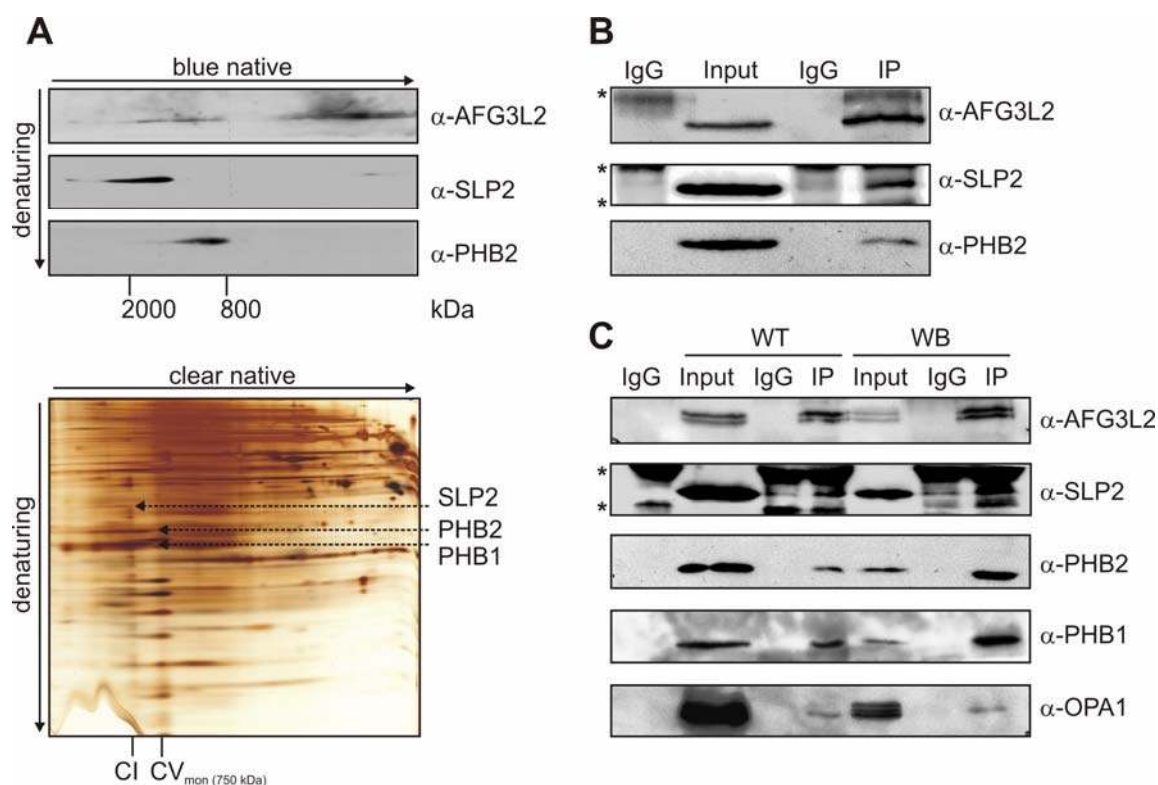 A
blue native
denaturing
α-AFG3L2
α-SLP2
α-PHB2
2000 800 kDa
clear native
denaturing
SLP2
PHB2
PHB1
CI CVmon (750 kDa)
B
IgG Input IgG IP
* α-AFG3L2
* α-SLP2
*
α-PHB2
C
WT WB
IgG Input IgG IP Input IgG IP
α-AFG3L2
* α-SLP2
*
α-PHB2
α-PHB1
α-OPA1